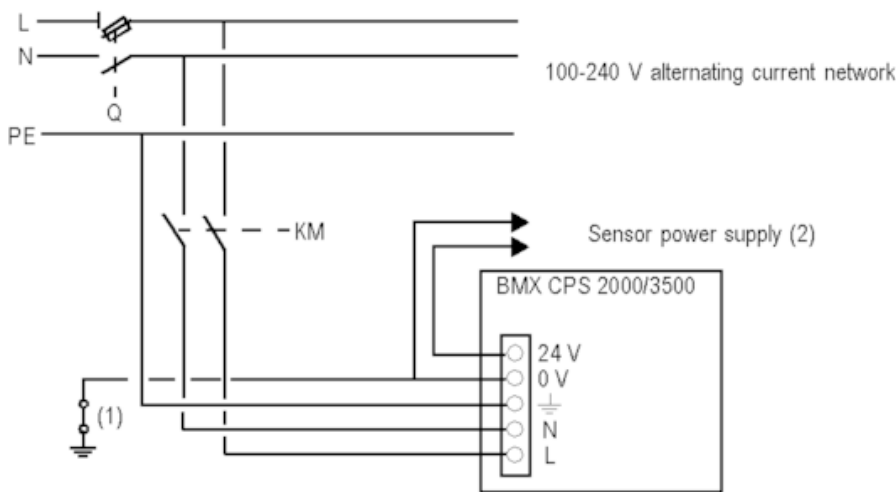 L
N
100-240 V alternating current network
Q
PE
KM
Sensor power supply (2)
BMX CPS 2000/3500
24 V
0 V
(1)
N
L